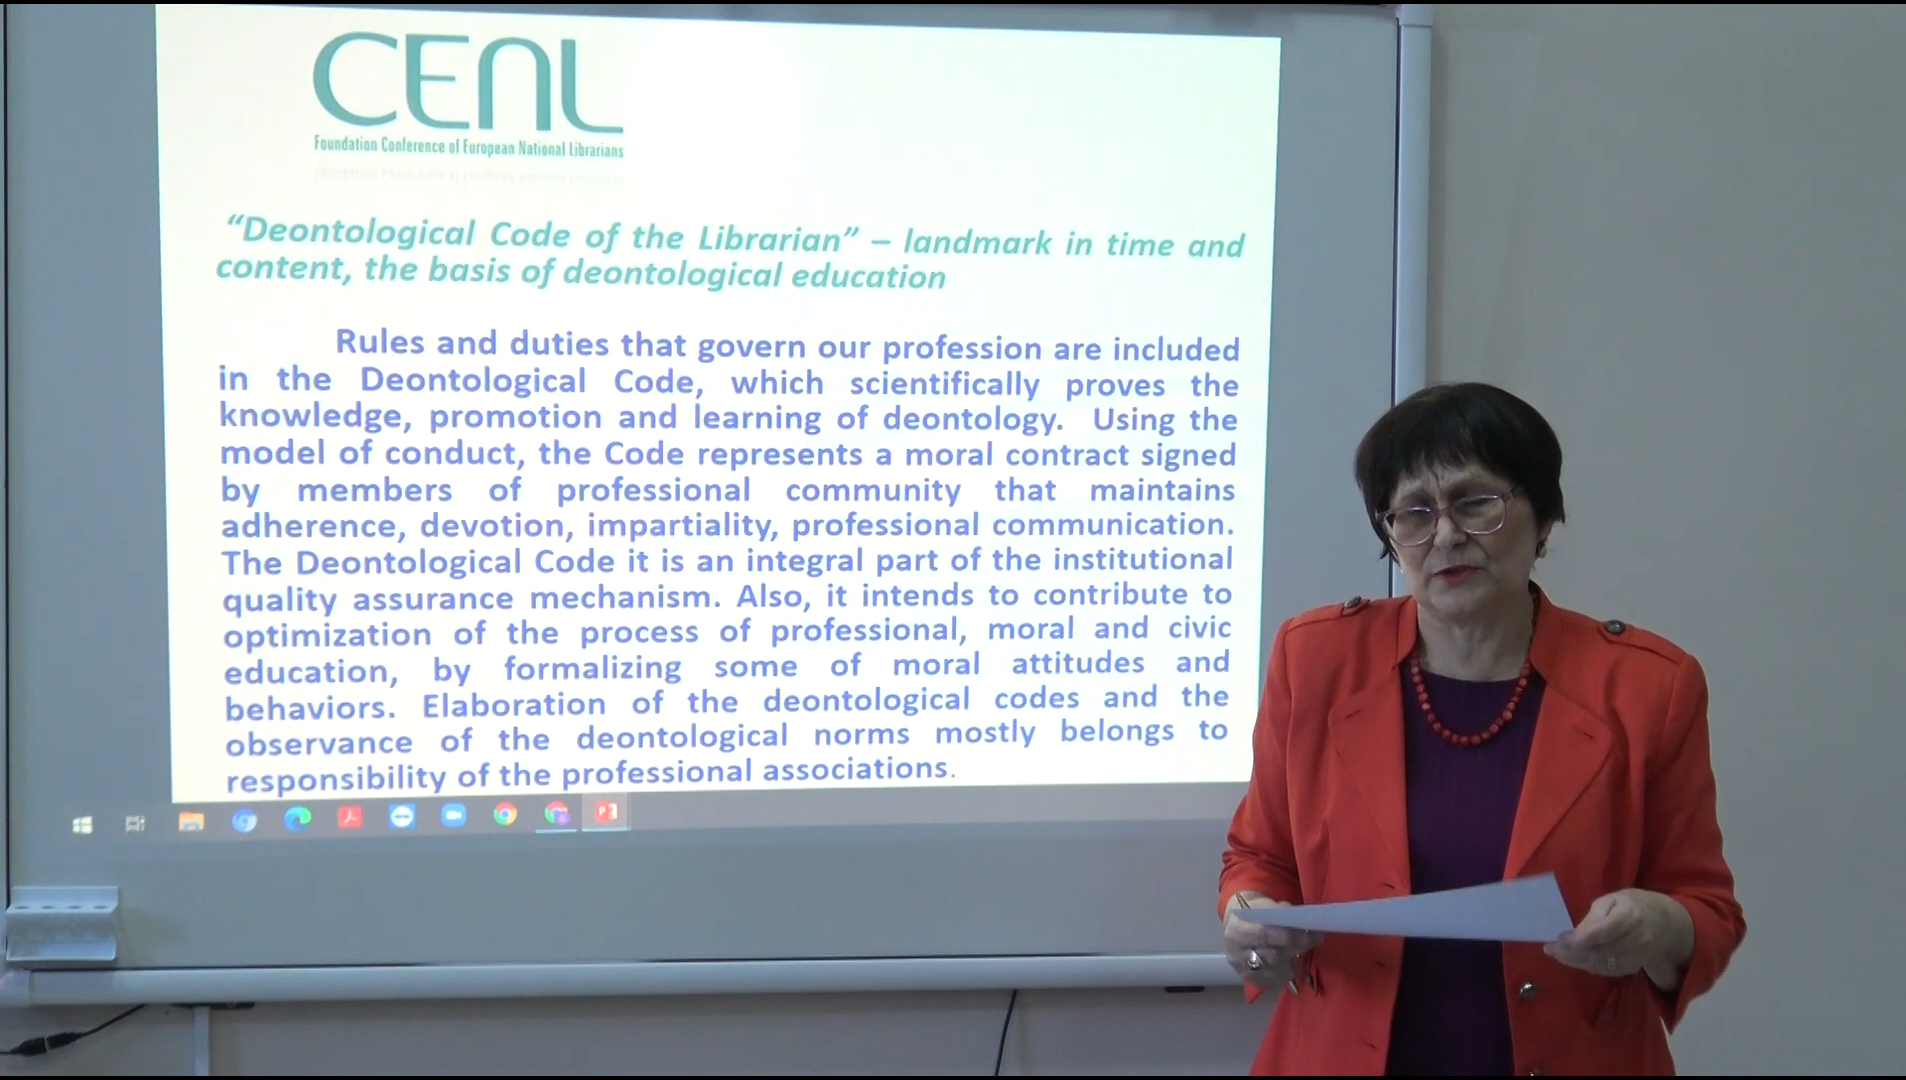 CENL
Foundation Conference of European National Librarians
“Deontological Code of the Librarian” – landmark in time and
content, the basis of deontological education
Rules and duties that govern our profession are included
in the Deontological Code, which scientifically proves the
knowledge, promotion and learning of deontology. Using the
model of conduct, the Code represents a moral contract signed
by members of professional community that maintains
adherence, devotion, impartiality, professional communication.
The Deontological Code it is an integral part of the institutional
quality assurance mechanism. Also, it intends to contribute to
optimization of the process of professional, moral and civic
education, by formalizing some of moral attitudes and
behaviors. Elaboration of the deontological codes and the
observance of the deontological norms mostly belongs to
responsibility of the professional associations.